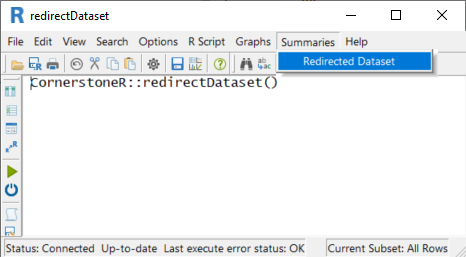 R redirectDataset
File Edit View Search Options R Script Graphs Summaries Help
Redirected Dataset
CornerstoneR::redirectDataset()
Status: Connected Up-to-date Last execute error status: OK Current Subset: All Rows